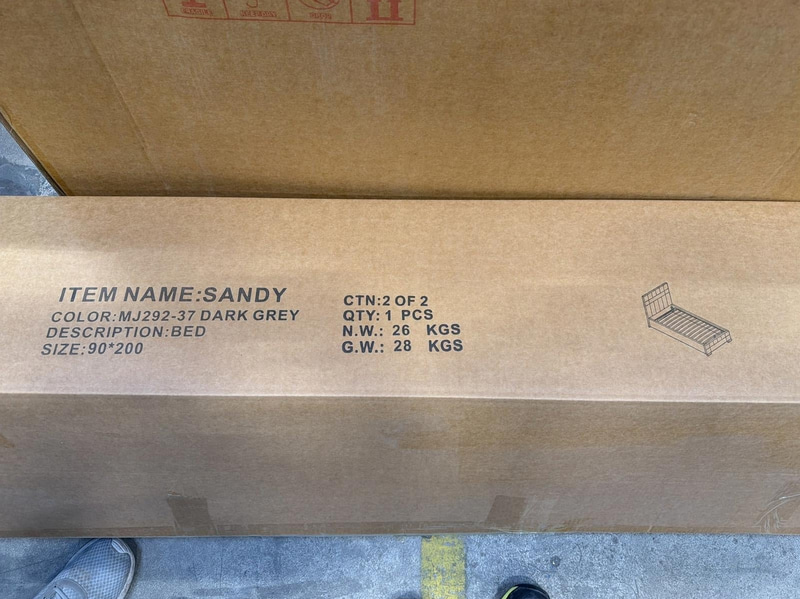 ITEM NAME:SANDY
COLOR:MJ292-37 DARK GREY
DESCRIPTION:BED
SIZE:90*200
CTN:2 OF 2
QTY: 1 PCS
N.W.: 26 KGS
G.W.: 28 KGS